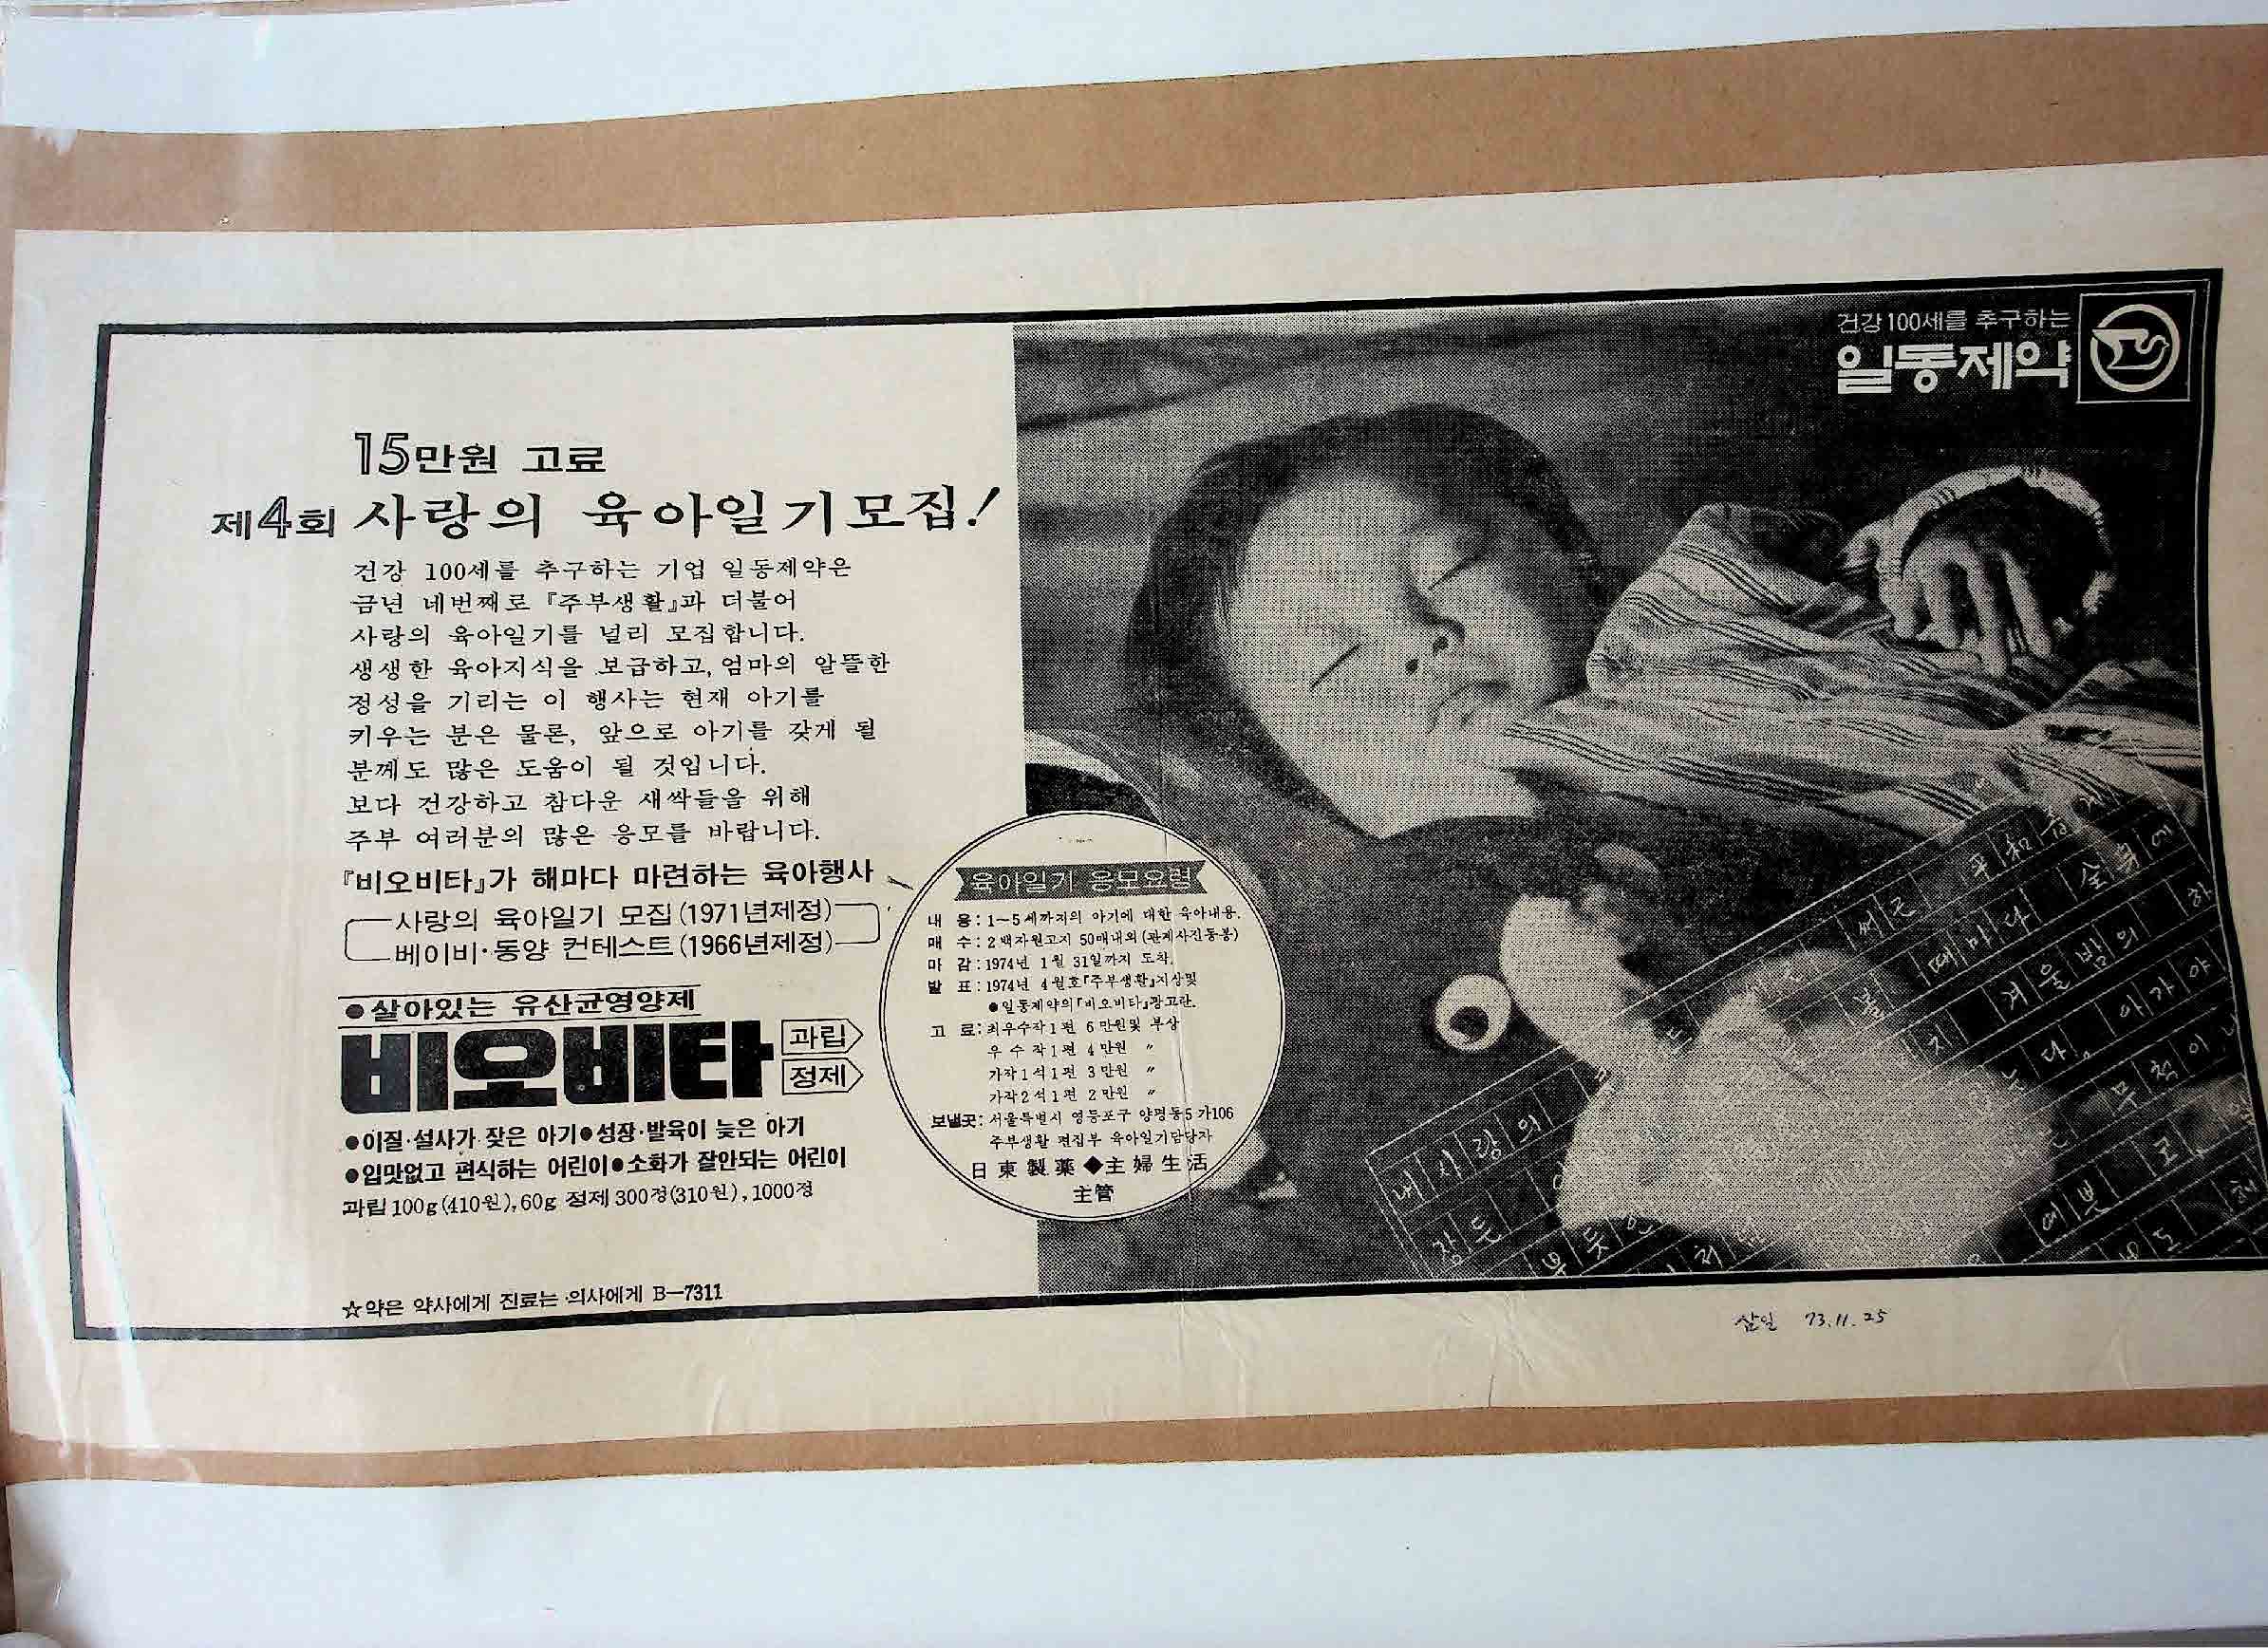 건강 100세를 추구하는
일동제약
15만원 고료
제4회 사랑의 육아일기모집!
건강 100세를 추구하는 기업 일동제약은
금년 네번째로 『주부생활』과 더불어
사랑의 육아일기를 널리 모집합니다.
생생한 육아지식을 보급하고, 엄마의 알뜰한
정성을 기리는 이 행사는 현재 아기를
키우는 분은 물론, 앞으로 아기를 갖게 될
분께도 많은 도움이 될 것입니다.
보다 건강하고 참다운 새싹들을 위해
주부 여러분의 많은 응모를 바랍니다.
『비오비타』가 해마다 마련하는 육아행사
사랑의 육아일기 모집(1971년제정)
베이비·동양 컨테스트(1966년제정)
●살아있는 유산균영양제
비오비타 과립 정제
●이질·설사가 잦은 아기●성장·발육이 늦은 아기
●입맛없고 편식하는 어린이●소화가 잘안되는 어린이
과립100g(410원),60g 정제300정(310원),1000정
☆약은 약사에게 진료는 의사에게 B-7311
육아일기 응모요령
내 용:1~5세까지의 아기에 대한 육아내용.
매 수:2백자원고지 50매내외(관계사진동봉)
마 감:1974년 1월 31일까지 도착.
발 표:1974년 4월호『주부생활』지상및
●일동제약의『비오비타』광고란.
고 료:최우수작1편 6만원및 부상
우 수 작1편 4만원 〃
가작1석1편 3만원 〃
가작2석1편 2만원 〃
보낼곳:서울특별시 영등포구 양평동5가106
주부생활 편집부 육아일기담당자
日東製薬◆主婦生活
主管
내사랑의
겨울밤의
아가야
무척이
예쁘
삼일 73.11.25